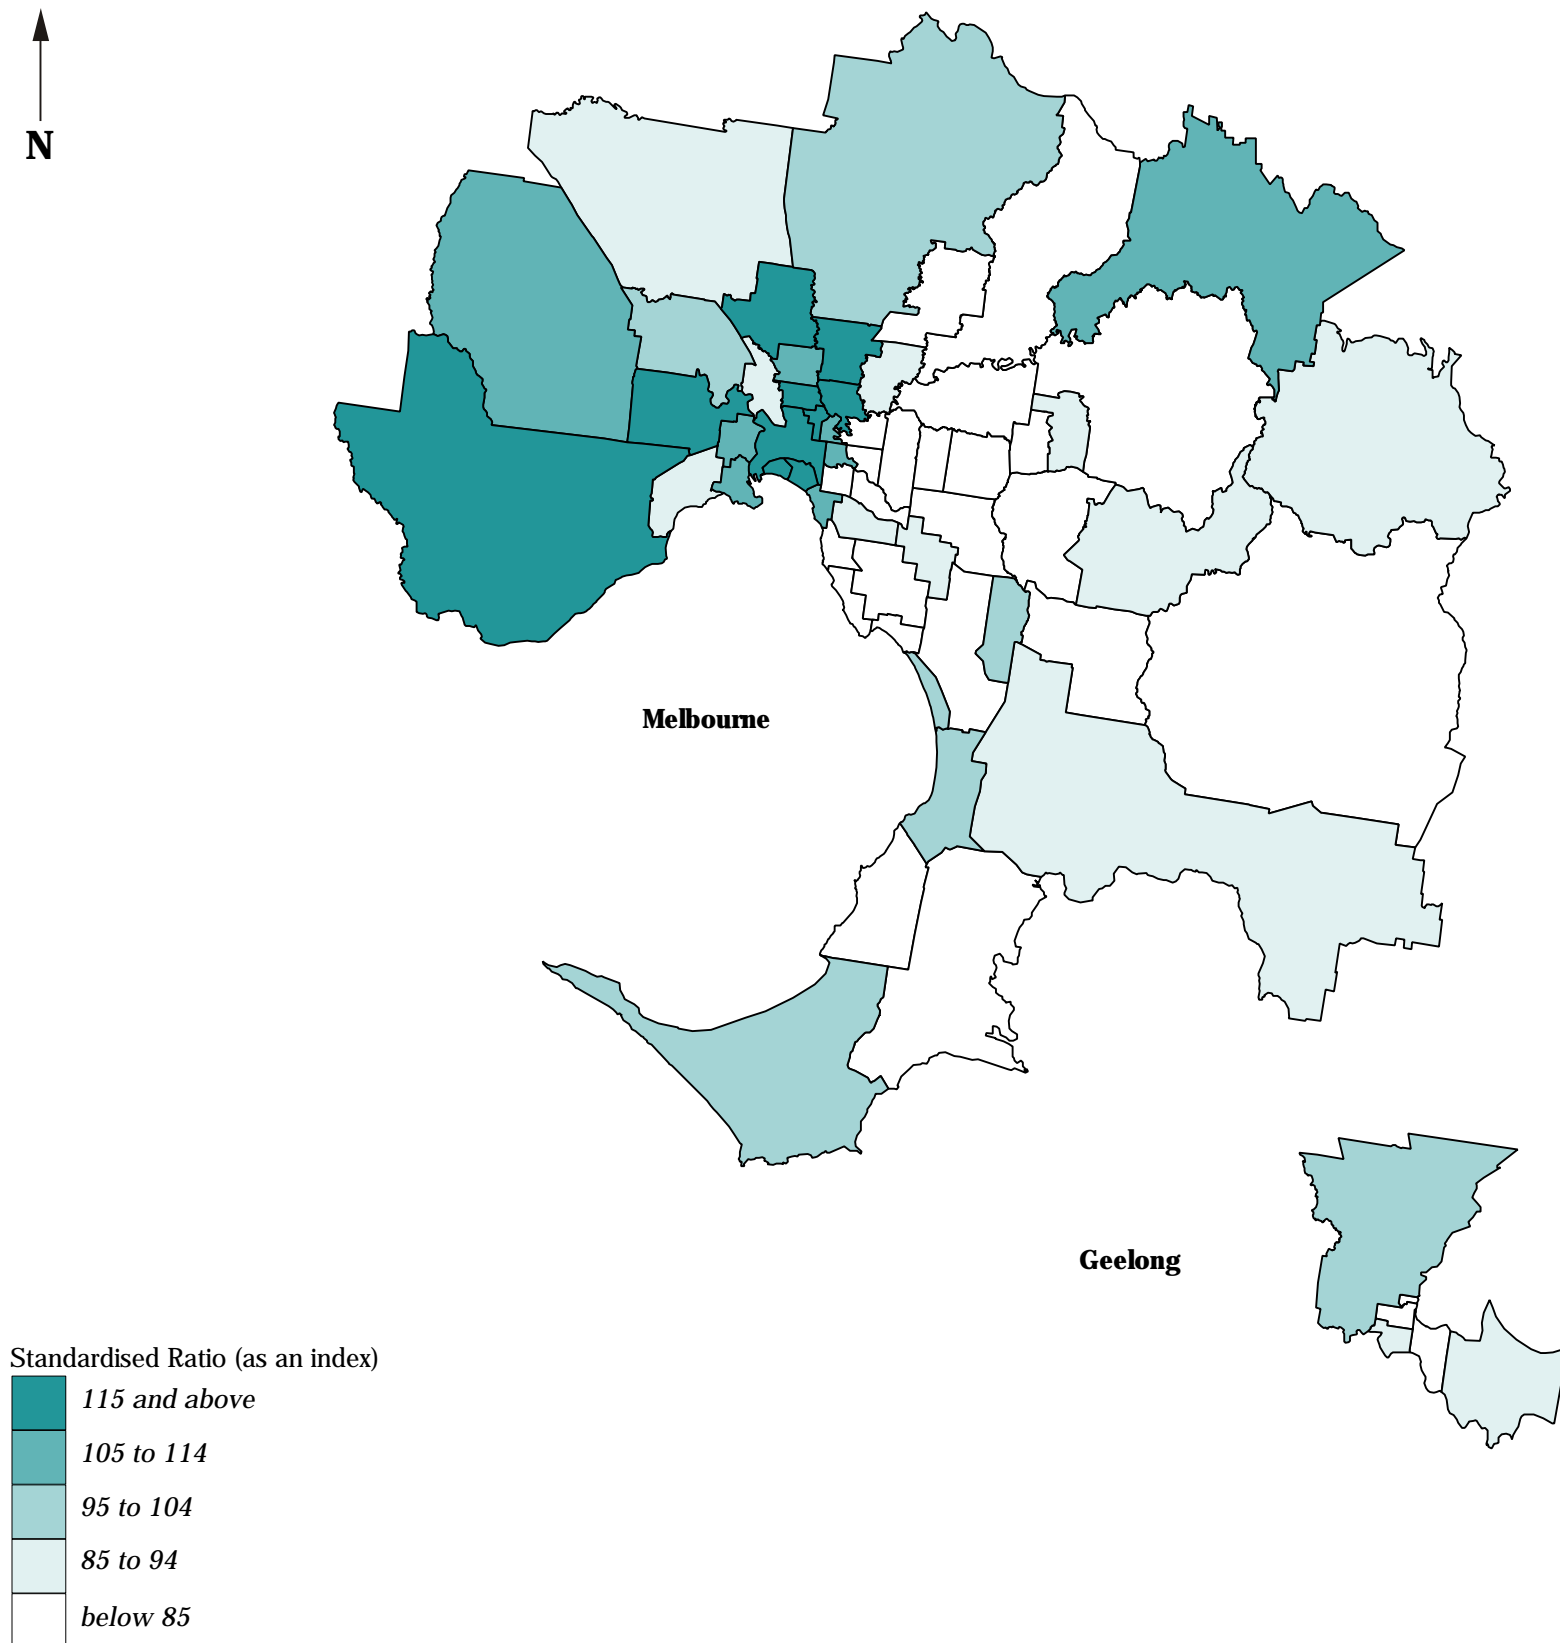 N
Melbourne
Geelong
Standardised Ratio (as an index)
115 and above
105 to 114
95 to 104
85 to 94
below 85